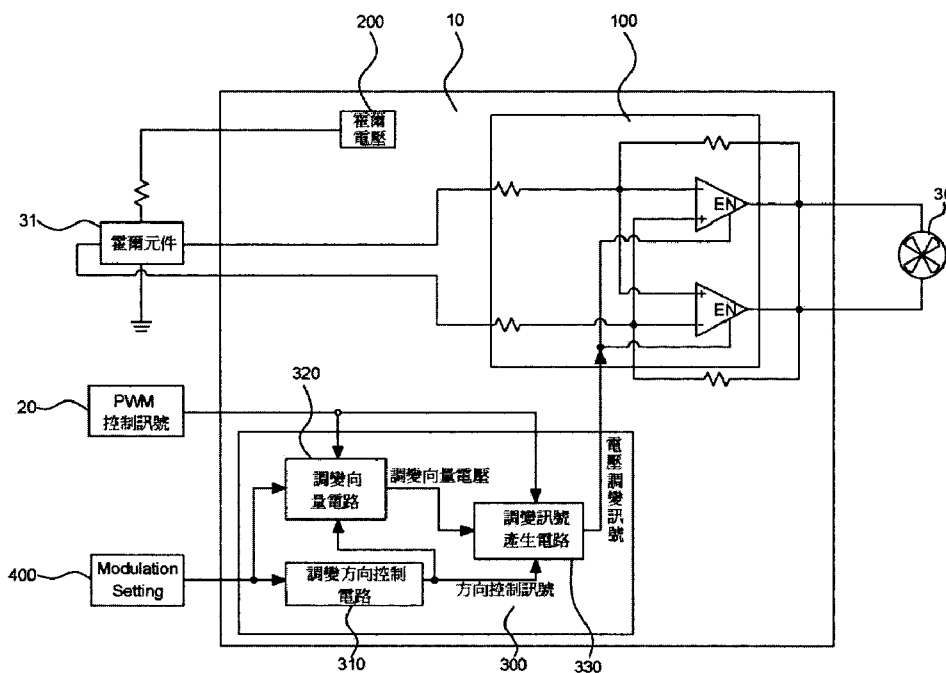 200
10
100
霍爾
電壓
31
霍爾元件
EN
EN
30
20
PWM
控制訊號
320
調變向
量電路
調變向量電壓
調變訊號
產生電路
電壓調變訊號
400
Modulation
Setting
調變方向控制
電路
方向控制訊號
310
300
330